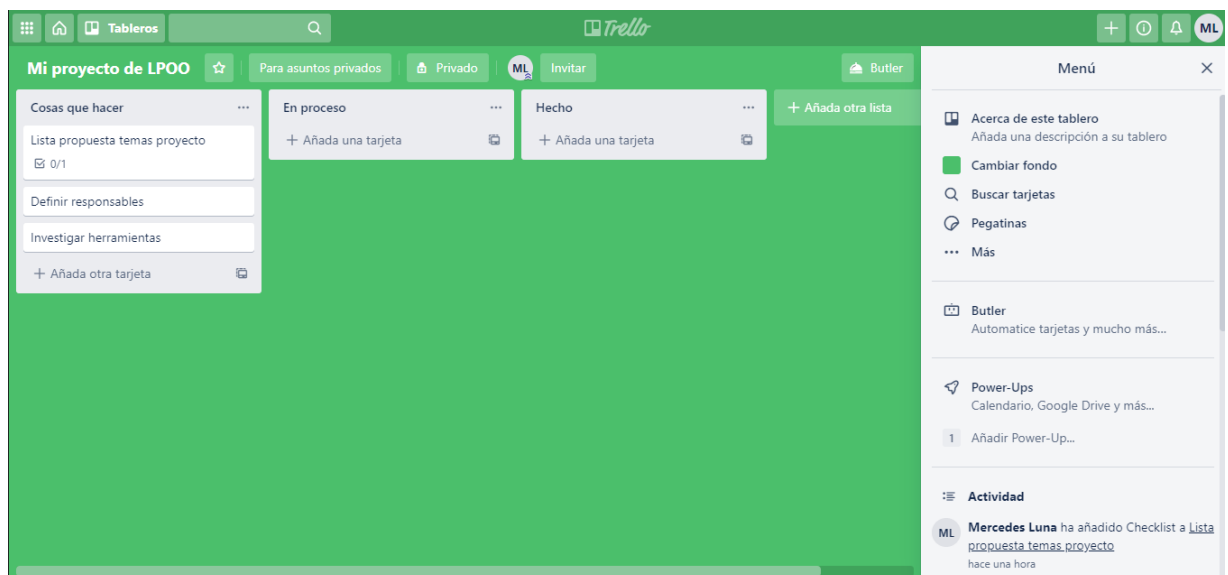 Tableros
Trello
ML
Mi proyecto de LPOO
Para asuntos privados
Privado
ML
Invitar
Butler
Cosas que hacer
Lista propuesta temas proyecto
0/1
Definir responsables
Investigar herramientas
+ Añada otra tarjeta
En proceso
+ Añada una tarjeta
Hecho
+ Añada una tarjeta
+ Añada otra lista
Menú
Acerca de este tablero
Añada una descripción a su tablero
Cambiar fondo
Buscar tarjetas
Pegatinas
Más
Butler
Automatice tarjetas y mucho más...
Power-Ups
Calendario, Google Drive y más...
1 Añadir Power-Up...
Actividad
ML
Mercedes Luna ha añadido Checklist a Lista
propuesta temas proyecto
hace una hora